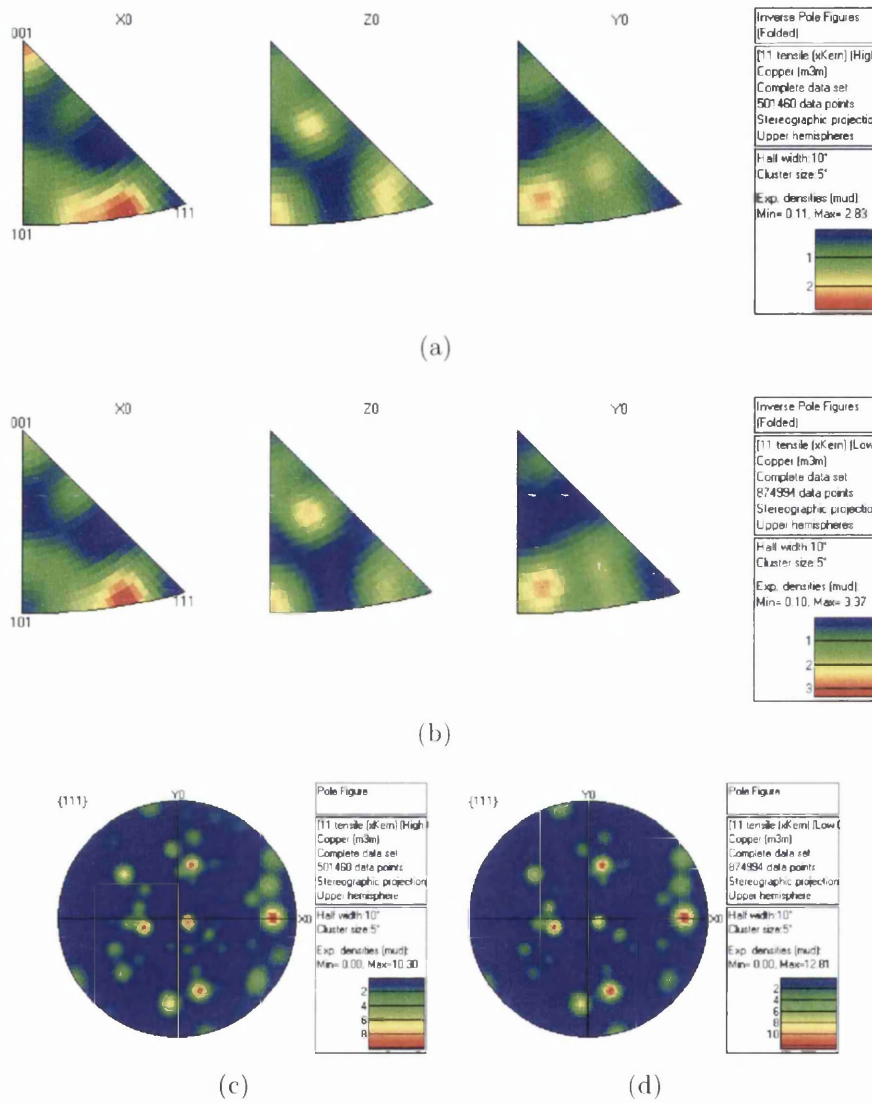 X0
Z0
Y0
001
101
111
Inverse Pole Figures
(Folded)
[11 tensile (xKern) (High
Copper (m3m)
Complete data set
501460 data points
Stereographic projection
Upper hemispheres
Half width:10°
Cluster size:5°
Exp. densities (mud):
Min= 0.11, Max= 2.83
1
2
(a)
X0
Z0
Y0
001
101
111
Inverse Pole Figures
(Folded)
[11 tensile (xKern) (Low
Copper (m3m)
Complete data set
874994 data points
Stereographic projection
Upper hemispheres
Half width:10°
Cluster size:5°
Exp. densities (mud):
Min= 0.10, Max= 3.37
1
2
3
(b)
{111}
Y0
X0
Pole Figure
[11 tensile (xKern) (High
Copper (m3m)
Complete data set
501460 data points
Stereographic projection
Upper hemisphere
Half width:10°
Cluster size:5°
Exp. densities (mud):
Min= 0.00, Max=10.30
2
4
6
8
(c)
{111}
Y0
X0
Pole Figure
[11 tensile (xKern) (Low
Copper (m3m)
Complete data set
874994 data points
Stereographic projection
Upper hemisphere
Half width:10°
Cluster size:5°
Exp. densities (mud):
Min= 0.00, Max=12.81
2
4
6
8
10
(d)